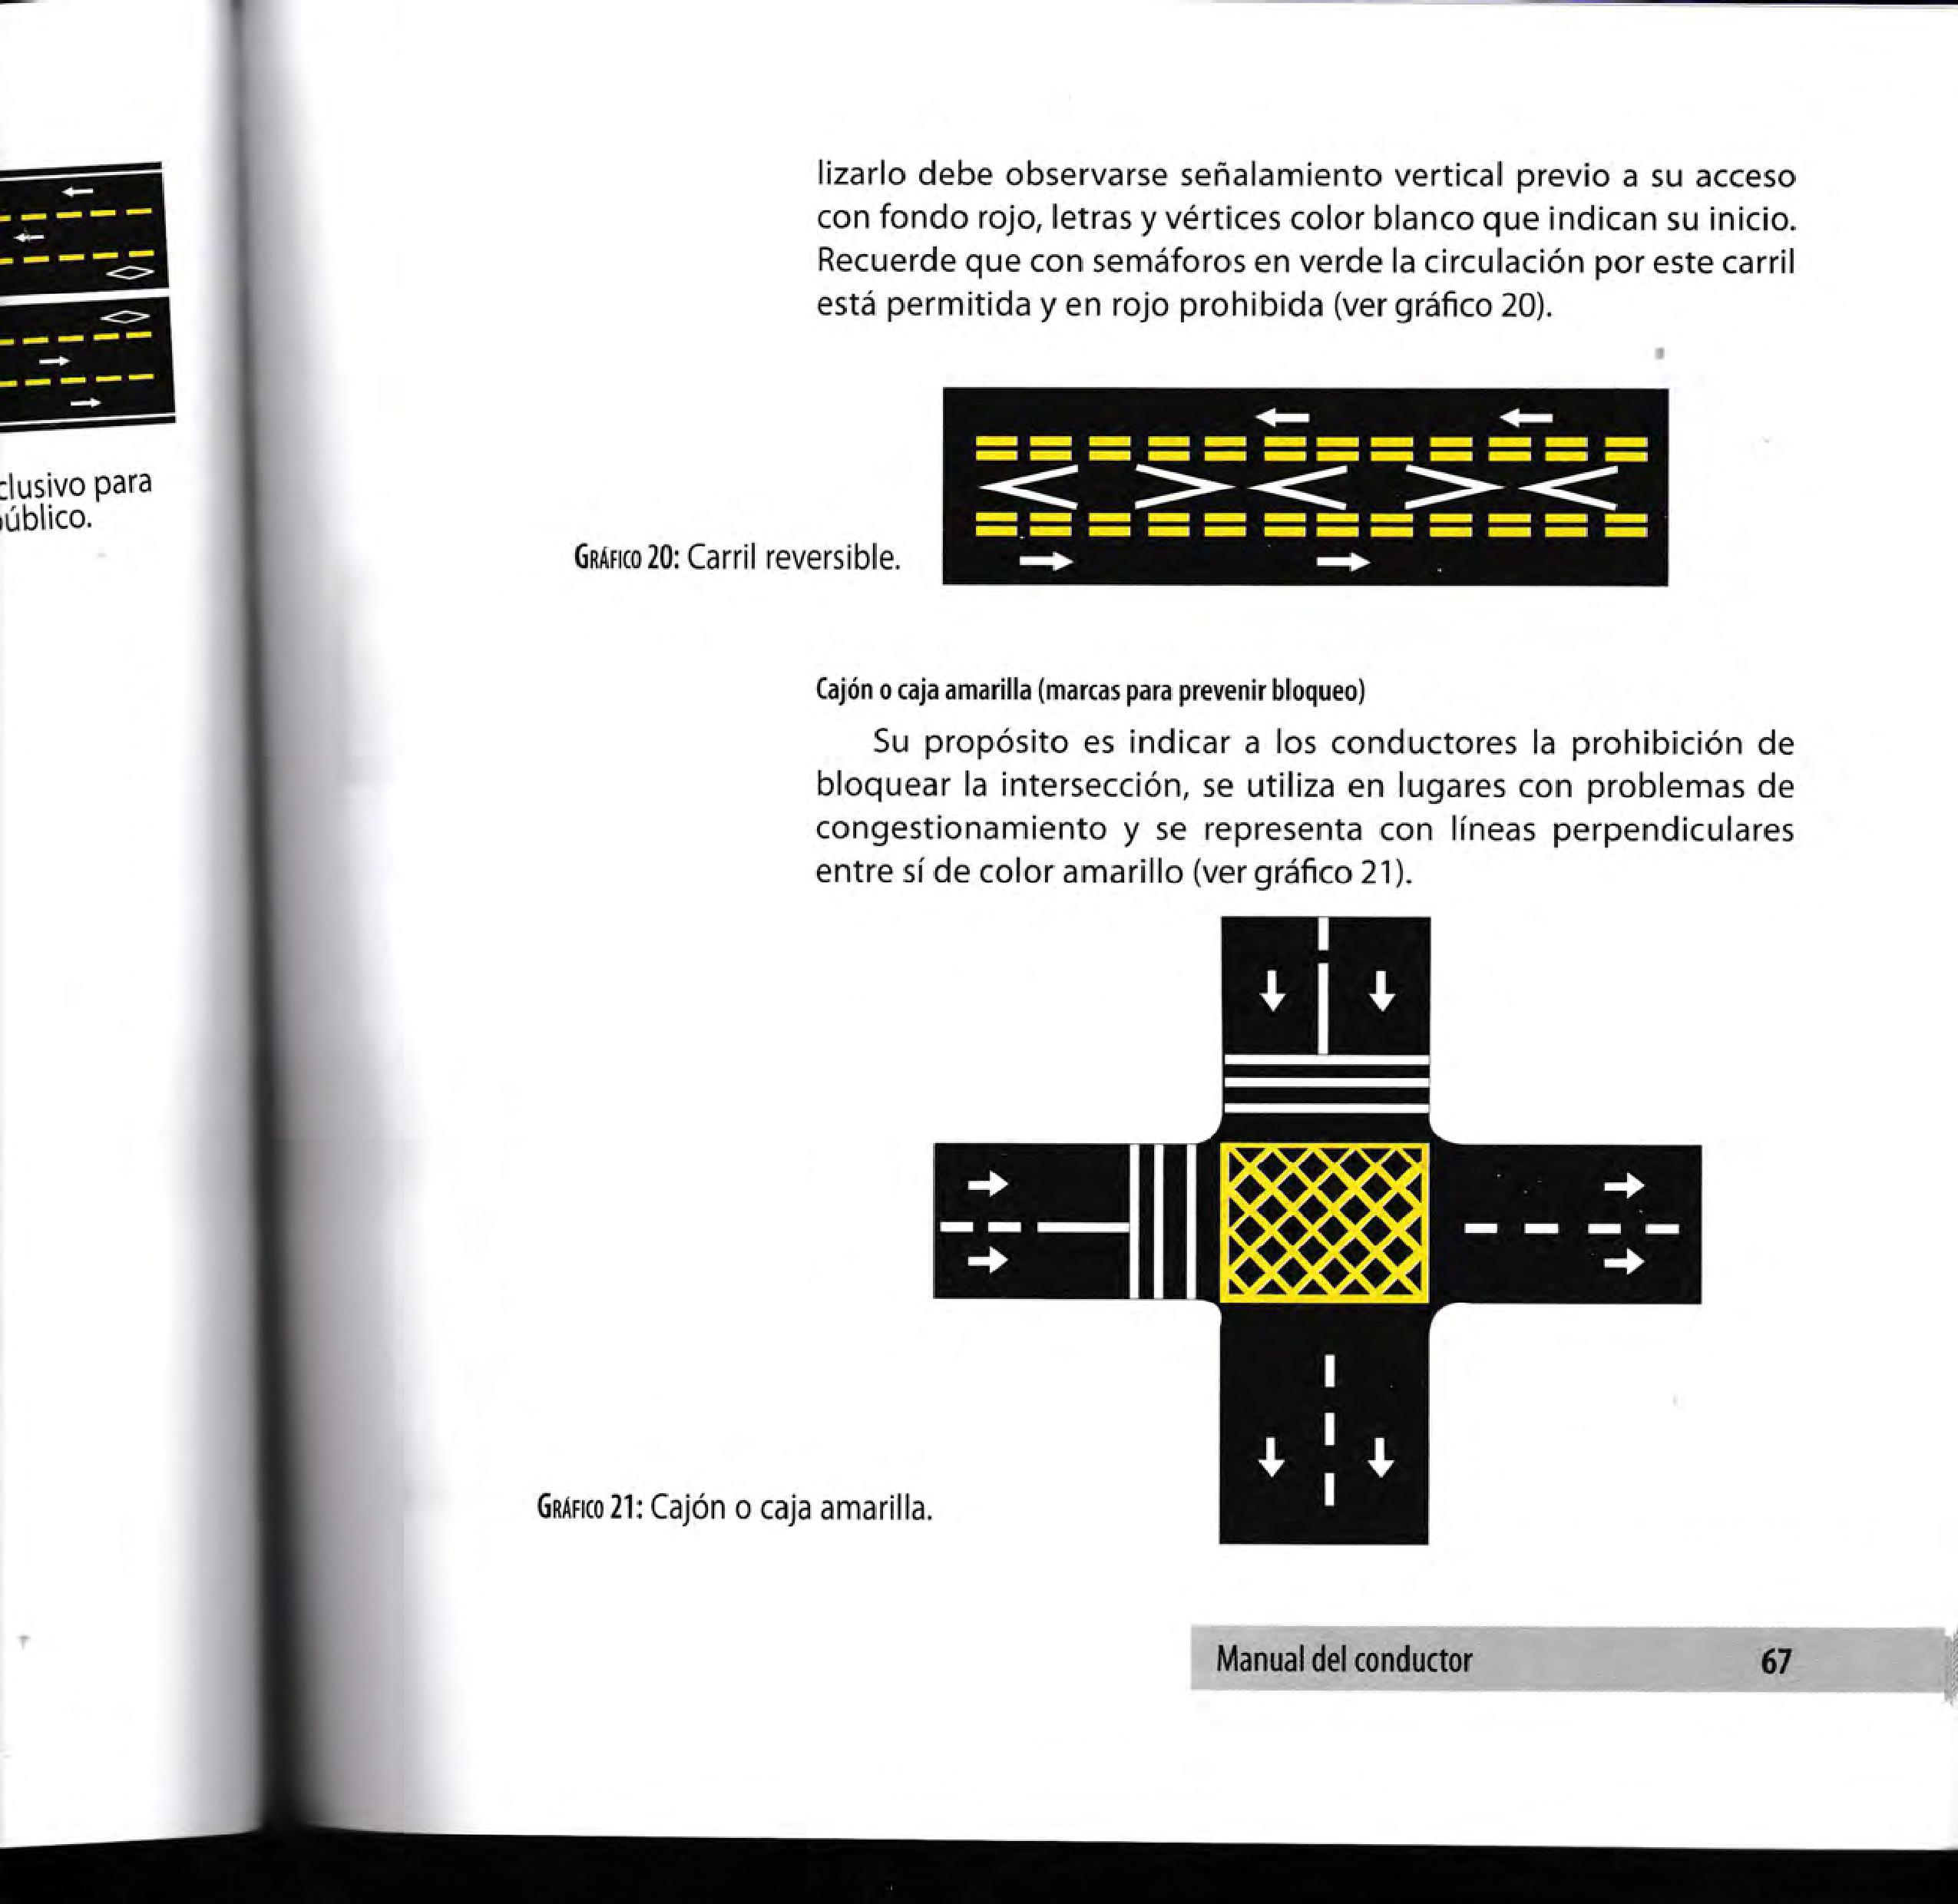 clusivo para
público.
lizarlo debe observarse señalamiento vertical previo a su acceso
con fondo rojo, letras y vértices color blanco que indican su inicio.
Recuerde que con semáforos en verde la circulación por este carril
está permitida y en rojo prohibida (ver gráfico 20).
GRÁFICO 20: Carril reversible.
Cajón o caja amarilla (marcas para prevenir bloqueo)
Su propósito es indicar a los conductores la prohibición de
bloquear la intersección, se utiliza en lugares con problemas de
congestionamiento y se representa con líneas perpendiculares
entre sí de color amarillo (ver gráfico 21).
GRÁFICO 21: Cajón o caja amarilla.
Manual del conductor 67